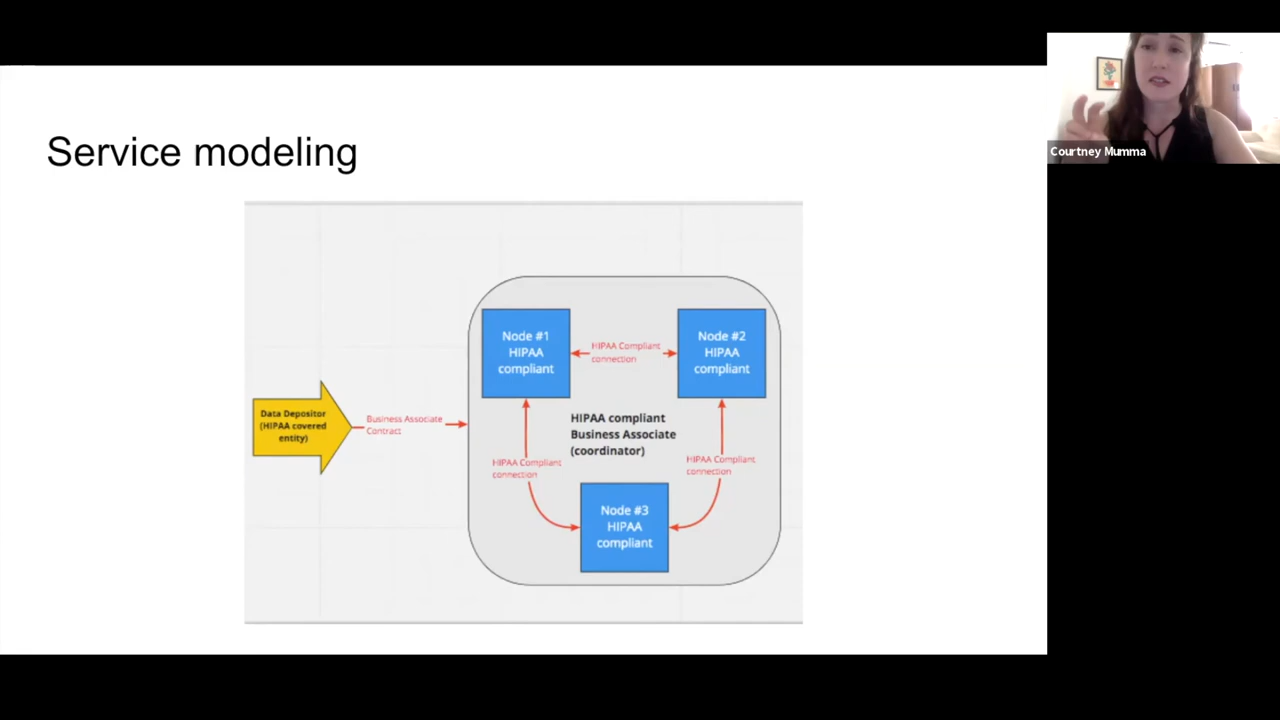 Service modeling
Courtney Mumma
Node #1
HIPAA
compliant
HIPAA Compliant
connection
Node #2
HIPAA
compliant
Data Depositor
(HIPAA covered
entity)
Business Associate
Contract
HIPAA compliant
Business Associate
(coordinator)
HIPAA Compliant
connection
HIPAA Compliant
connection
Node #3
HIPAA
compliant